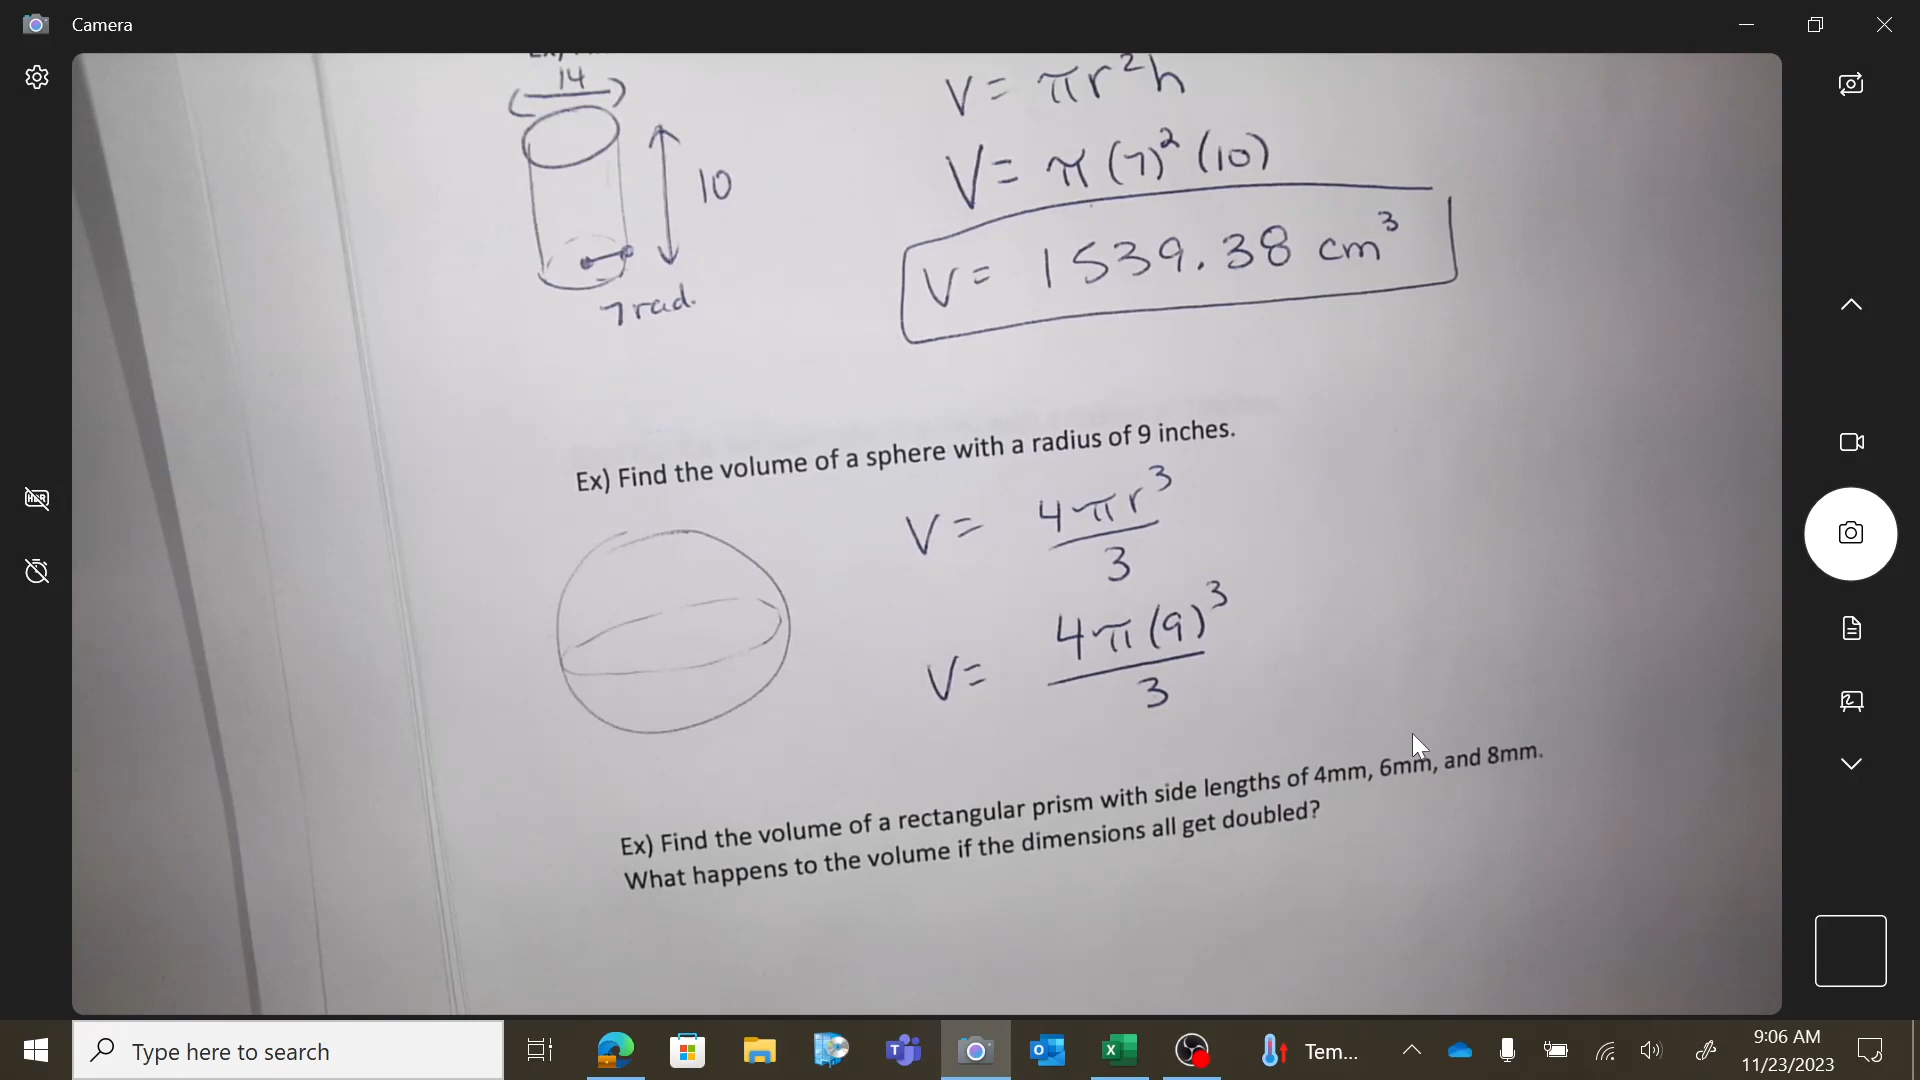 Camera
14
V = πr²h
10
V = π(7)²(10)
V = 1539.38 cm³
7 rad.
Ex) Find the volume of a sphere with a radius of 9 inches.
V = 4πr³
3
V = 4π(9)³
3
Ex) Find the volume of a rectangular prism with side lengths of 4mm, 6mm, and 8mm.
What happens to the volume if the dimensions all get doubled?
Type here to search
Tem...
9:06 AM
11/23/2023